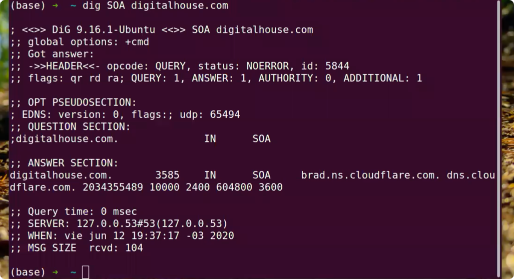 (base) ➜  ~ dig SOA digitalhouse.com

; <<>> DiG 9.16.1-Ubuntu <<>> SOA digitalhouse.com
;; global options: +cmd
;; Got answer:
;; ->>HEADER<<- opcode: QUERY, status: NOERROR, id: 5844
;; flags: qr rd ra; QUERY: 1, ANSWER: 1, AUTHORITY: 0, ADDITIONAL: 1

;; OPT PSEUDOSECTION:
; EDNS: version: 0, flags:; udp: 65494
;; QUESTION SECTION:
;digitalhouse.com.		IN	SOA

;; ANSWER SECTION:
digitalhouse.com.	3585	IN	SOA	brad.ns.cloudflare.com. dns.clou
dflare.com. 2034355489 10000 2400 604800 3600

;; Query time: 0 msec
;; SERVER: 127.0.0.53#53(127.0.0.53)
;; WHEN: vie jun 12 19:37:17 -03 2020
;; MSG SIZE  rcvd: 104

(base) ➜  ~